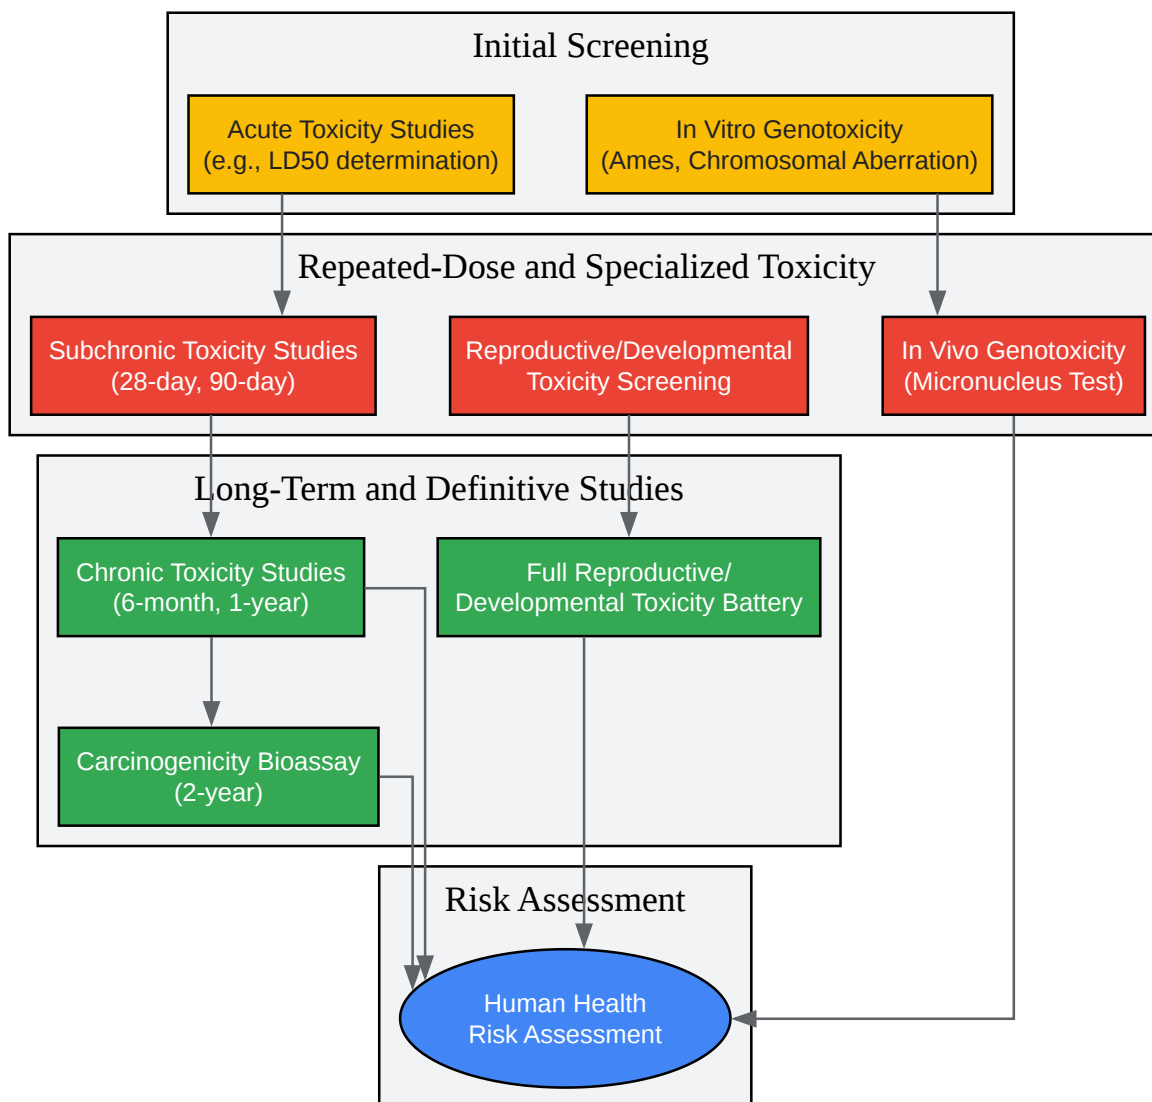 Initial Screening
Acute Toxicity Studies
(e.g., LD50 determination)
In Vitro Genotoxicity
(Ames, Chromosomal Aberration)
Repeated-Dose and Specialized Toxicity
Subchronic Toxicity Studies
(28-day, 90-day)
Reproductive/Developmental
Toxicity Screening
In Vivo Genotoxicity
(Micronucleus Test)
Long-Term and Definitive Studies
Chronic Toxicity Studies
(6-month, 1-year)
Full Reproductive/
Developmental Toxicity Battery
Carcinogenicity Bioassay
(2-year)
Risk Assessment
Human Health
Risk Assessment